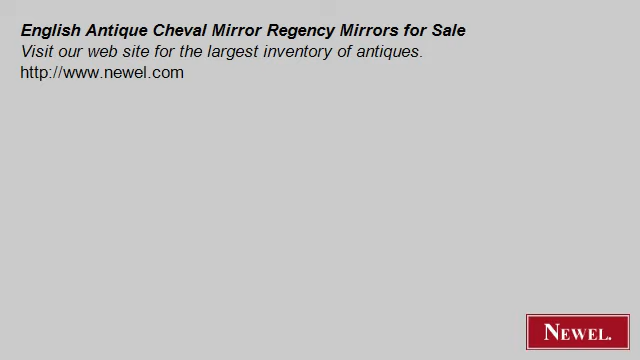 English Antique Cheval Mirror Regency Mirrors for Sale
Visit our web site for the largest inventory of antiques.
http://www.newel.com
NEWEL.